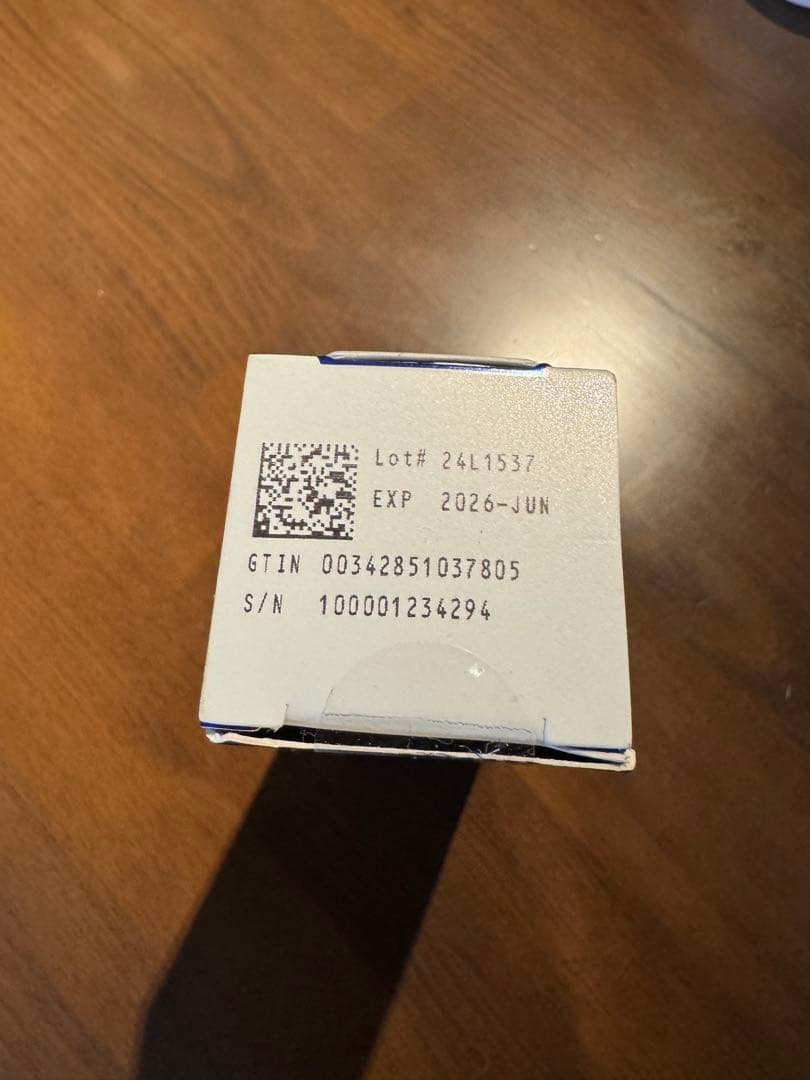 Lot# 24L1537
EXP 2026-JUN
GTIN 00342851037805
S/N 100001234294